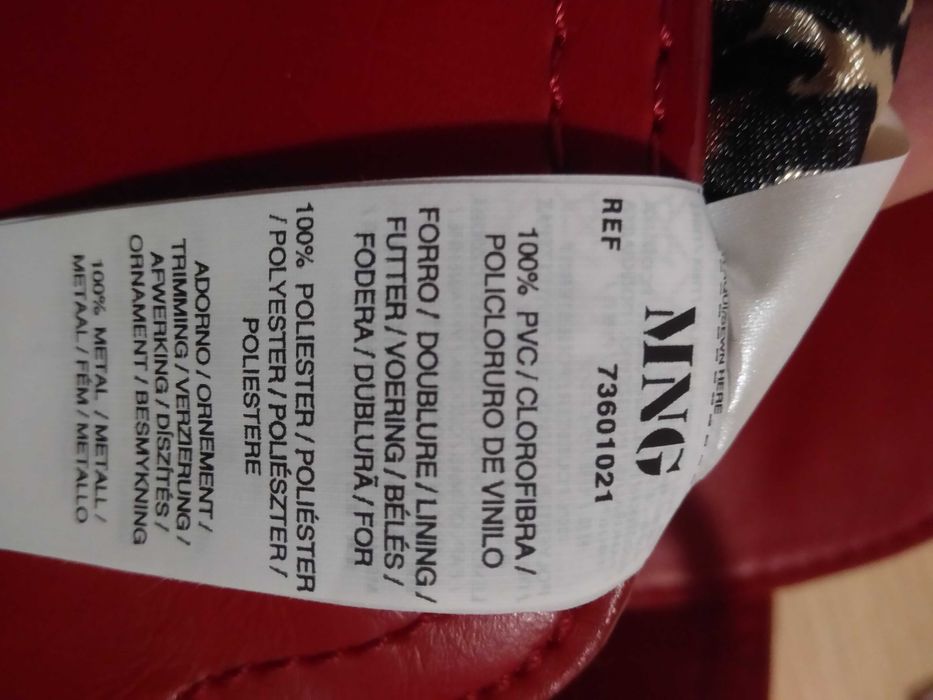 MNG
REF 73601021
100% PVC / CLOROFIBRA /
POLICLORURO DE VINILO
FORRO / DOUBLURE / LINING /
FUTTER / VOERING / BÉLÉS /
FODERA / DUBLURĂ / FOR
100% POLIESTER / POLIÉSTER
/ POLYESTER / POLIÉSZTER /
POLIESTERE
ADORNO / ORNEMENT /
TRIMMING / VERZIERUNG /
AFWERKING / DÍSZÍTÉS /
ORNAMENT / BESMYKNING
100% METAL / METALL /
METAAL / FÉM / METALLO
SEWN HERE